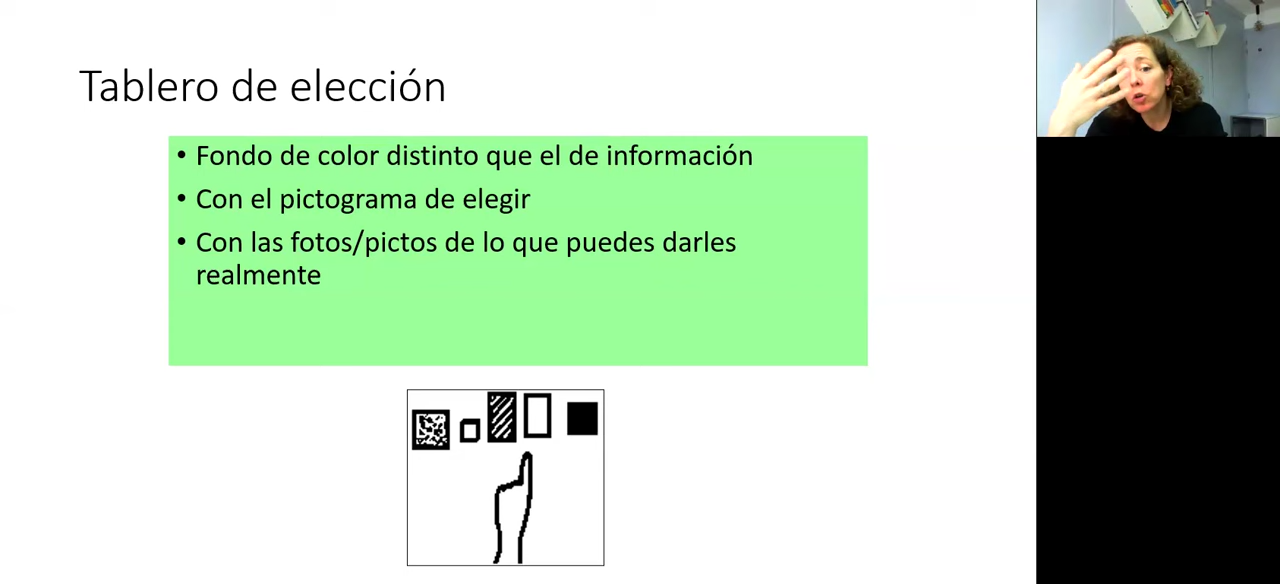 Tablero de elección
• Fondo de color distinto que el de información
• Con el pictograma de elegir
• Con las fotos/pictos de lo que puedes darles
realmente